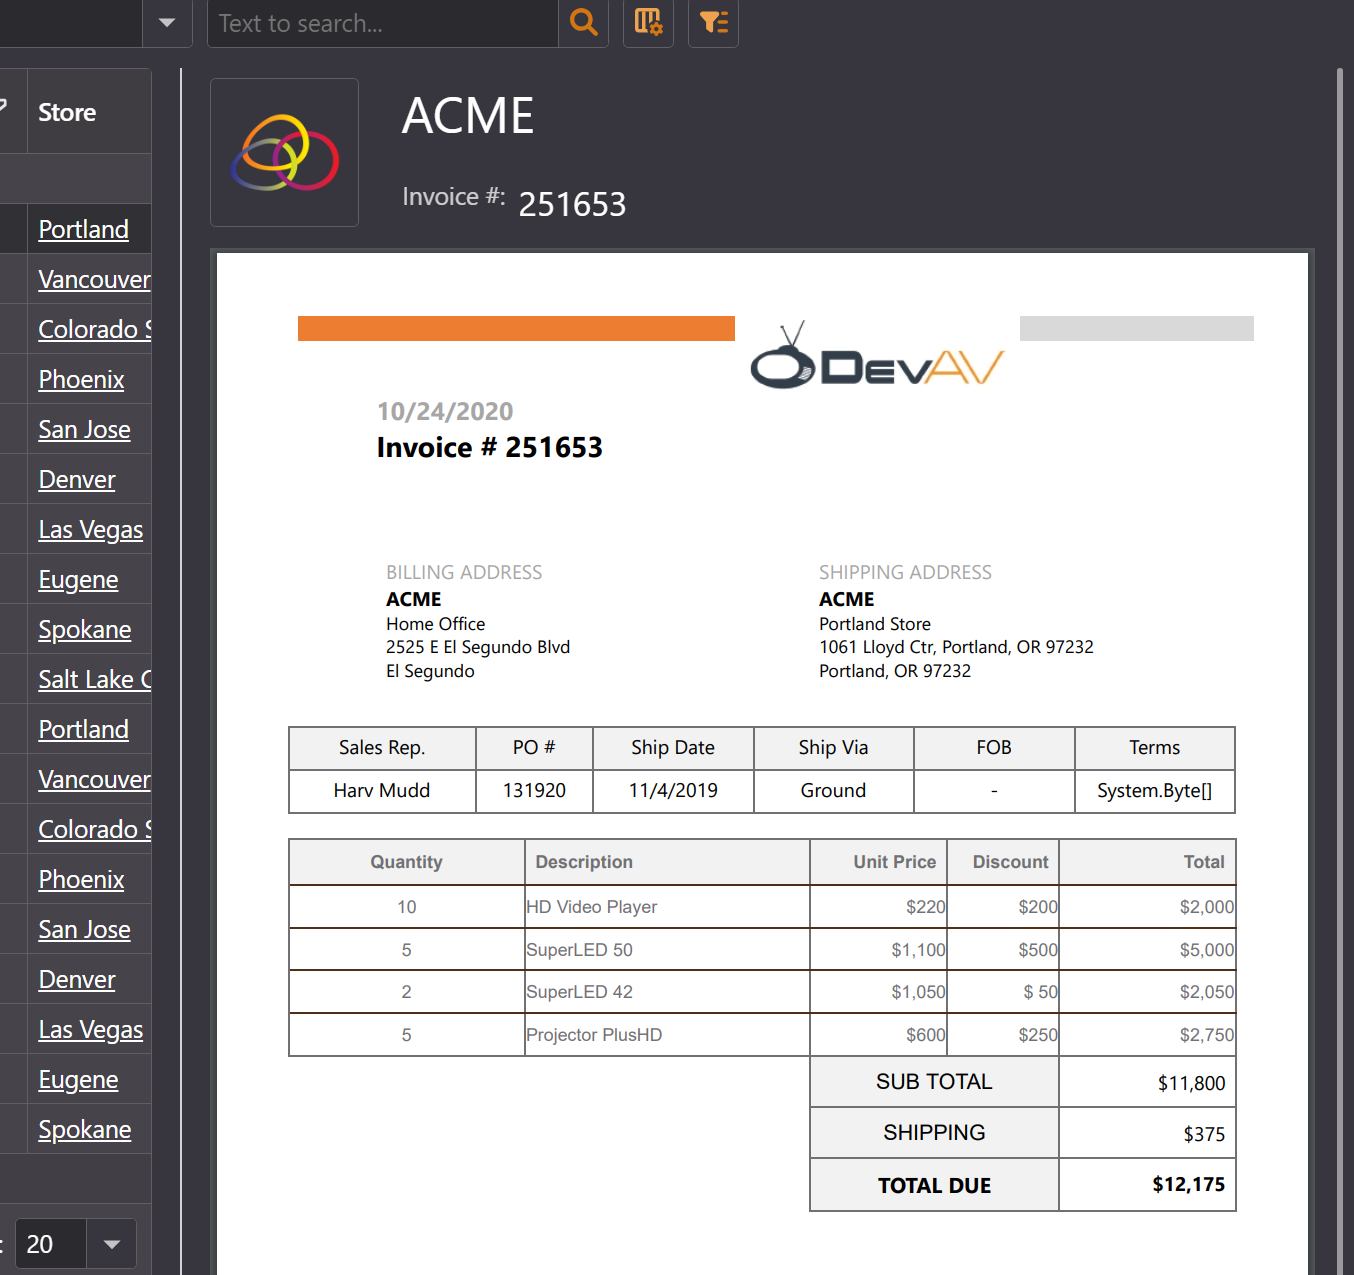 Text to search...
Store
Portland
Vancouver
Colorado S
Phoenix
San Jose
Denver
Las Vegas
Eugene
Spokane
Salt Lake C
Portland
Vancouver
Colorado S
Phoenix
San Jose
Denver
Las Vegas
Eugene
Spokane
: 20
ACME
Invoice #: 251653
DevAV
10/24/2020
Invoice # 251653
BILLING ADDRESS
ACME
Home Office
2525 E El Segundo Blvd
El Segundo
SHIPPING ADDRESS
ACME
Portland Store
1061 Lloyd Ctr, Portland, OR 97232
Portland, OR 97232
Sales Rep. PO # Ship Date Ship Via FOB Terms
Harv Mudd 131920 11/4/2019 Ground - System.Byte[]
Quantity Description Unit Price Discount Total
10 HD Video Player $220 $200 $2,000
5 SuperLED 50 $1,100 $500 $5,000
2 SuperLED 42 $1,050 $ 50 $2,050
5 Projector PlusHD $600 $250 $2,750
SUB TOTAL $11,800
SHIPPING $375
TOTAL DUE $12,175